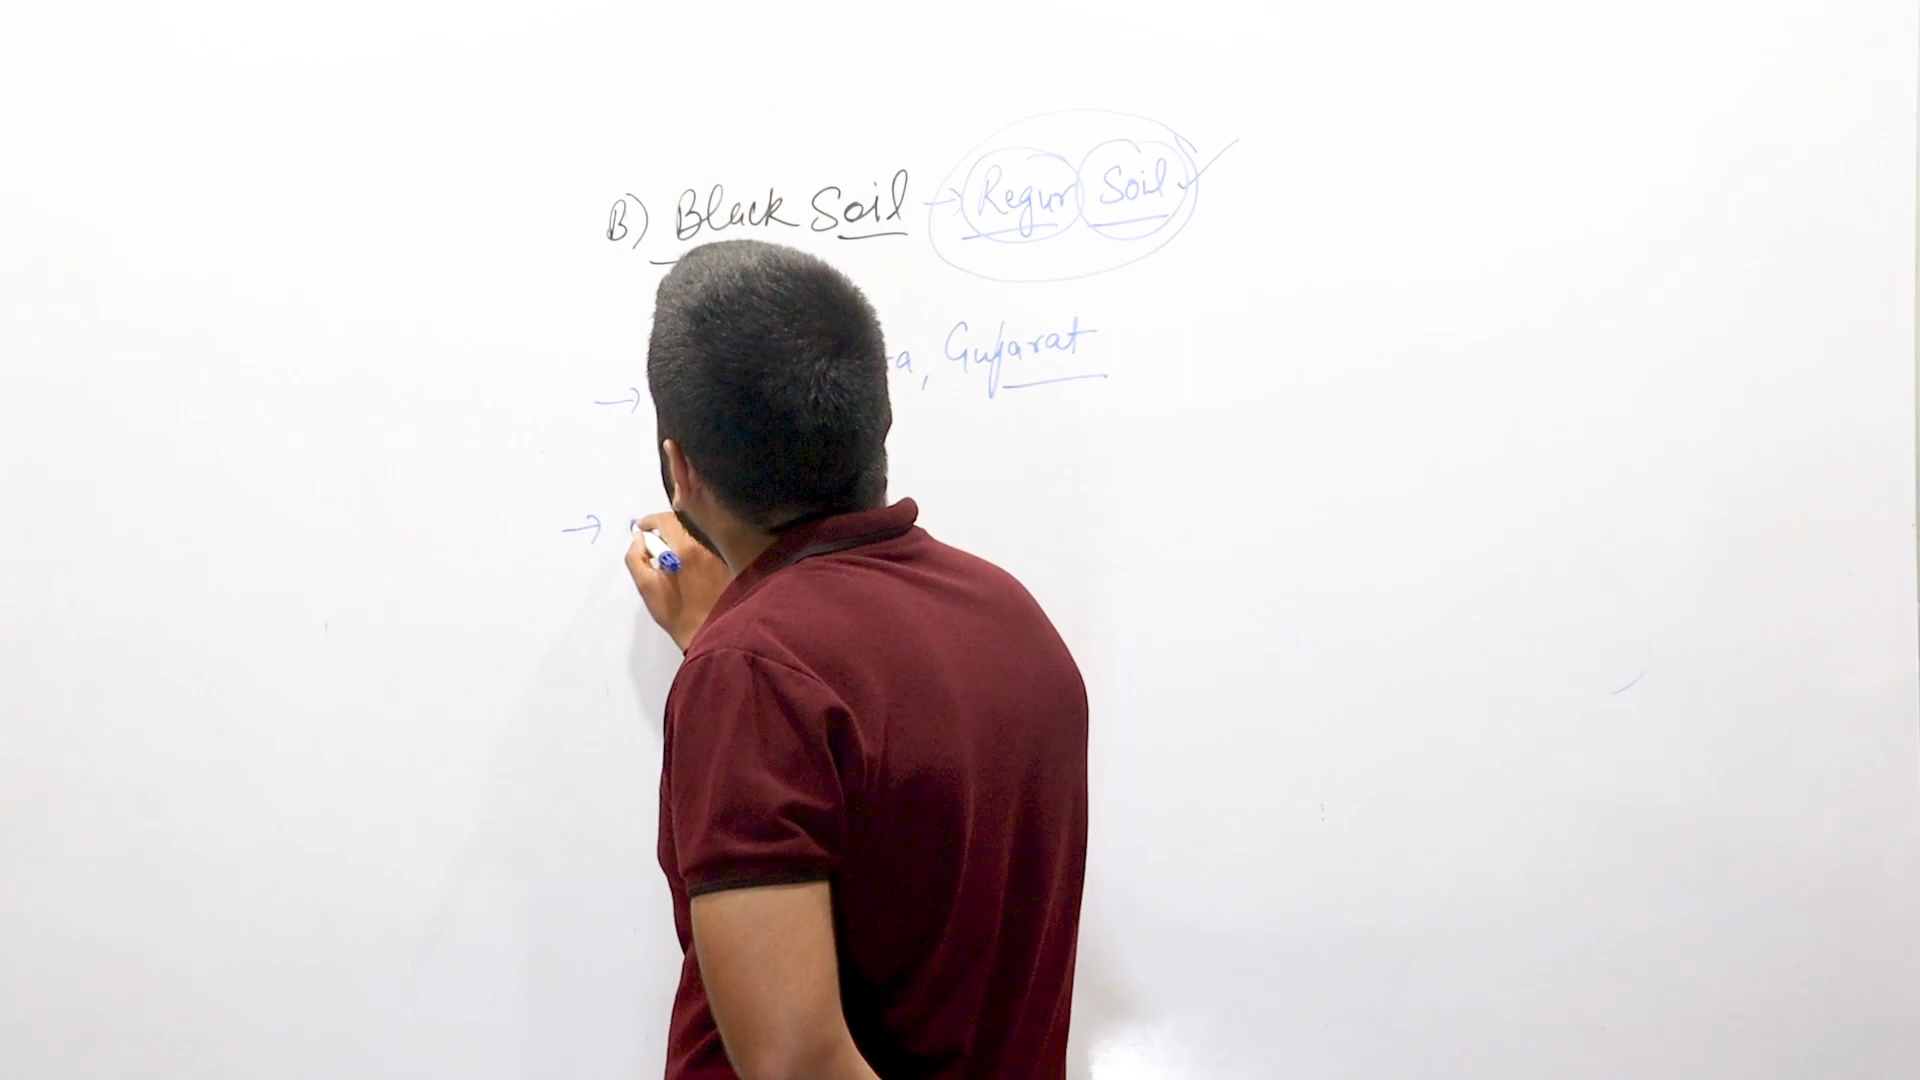 B) Black Soil → Regur Soil ✓
→ , Gujarat
→